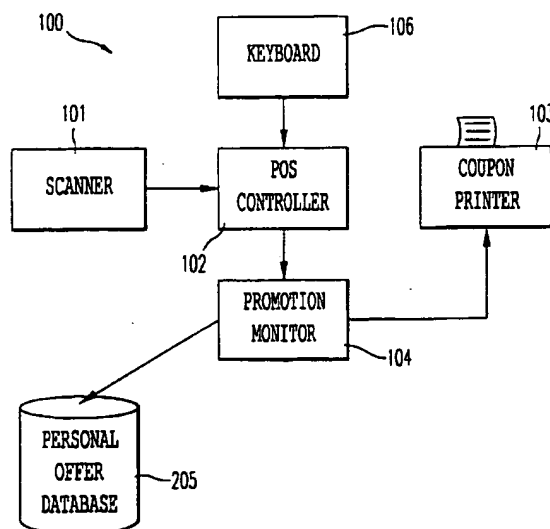 100
106
KEYBOARD
101
SCANNER
POS
CONTROLLER
102
103
COUPON
PRINTER
PROMOTION
MONITOR
104
PERSONAL
OFFER
DATABASE
205